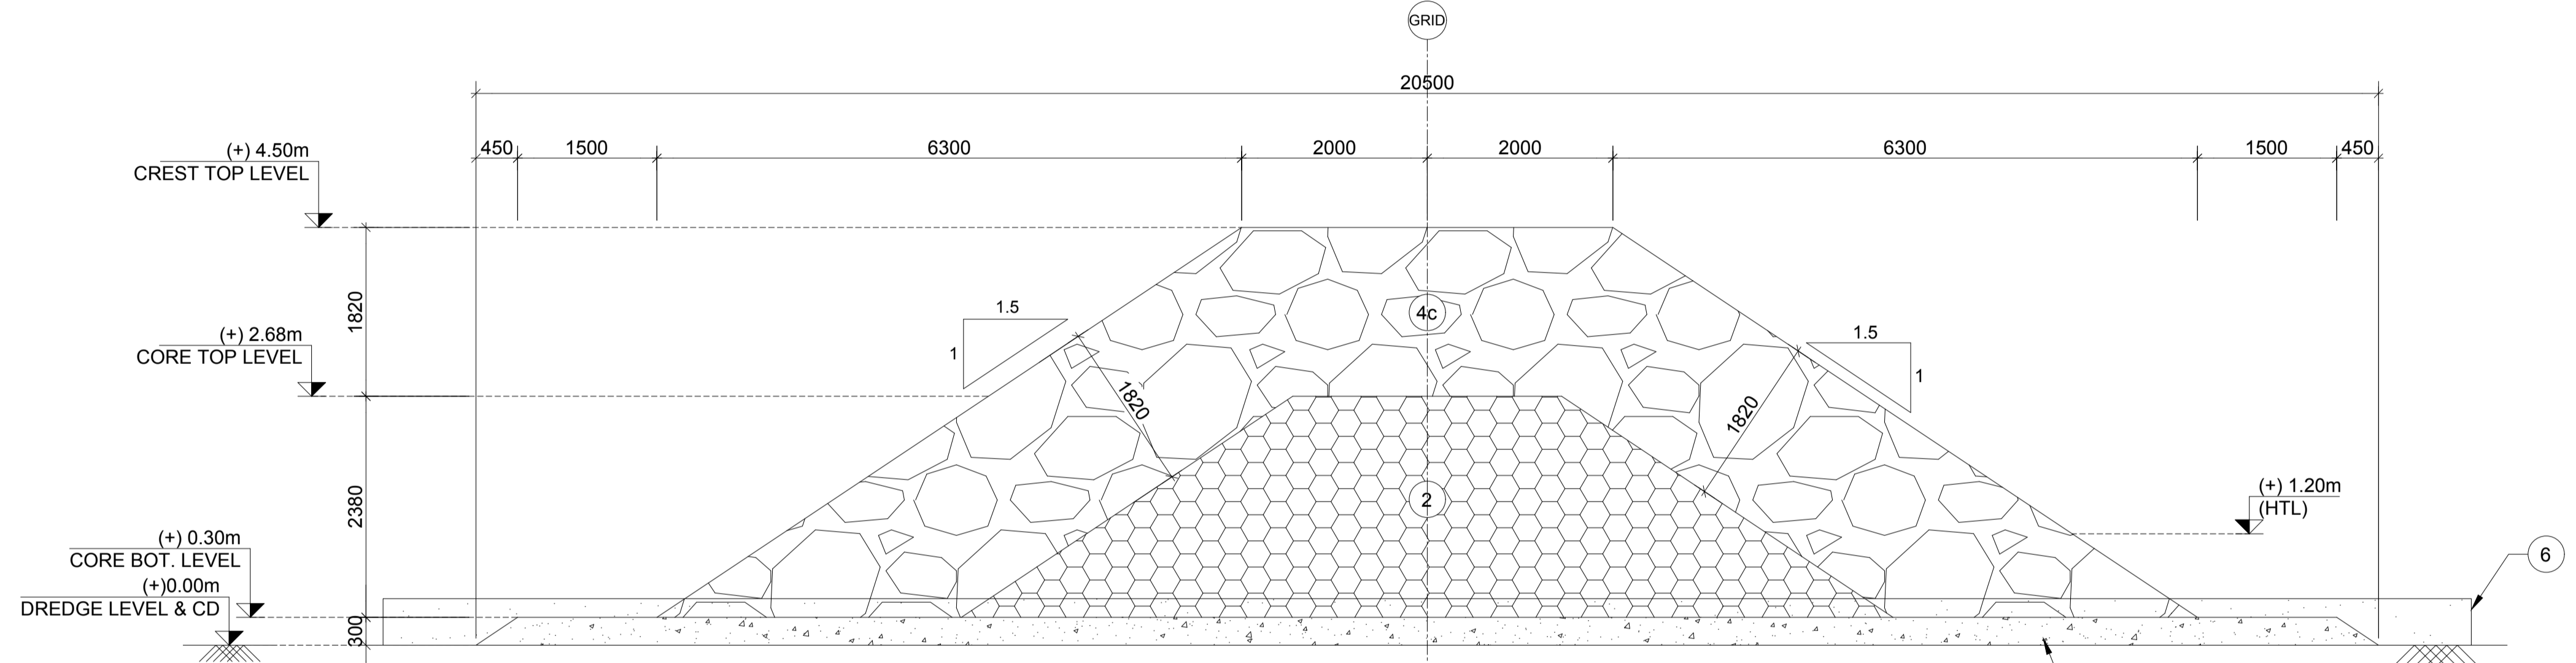 GRID
20500
450 1500 6300 2000 2000 6300 1500 450
(+) 4.50m
CREST TOP LEVEL
1820
(+) 2.68m
CORE TOP LEVEL
1.5
1
4c
1.5
1
1820
1820
23380
2
(+) 1.20m
(HTL)
(+) 0.30m
CORE BOT. LEVEL
(+)0.00m
DREDGE LEVEL & CD
300
6